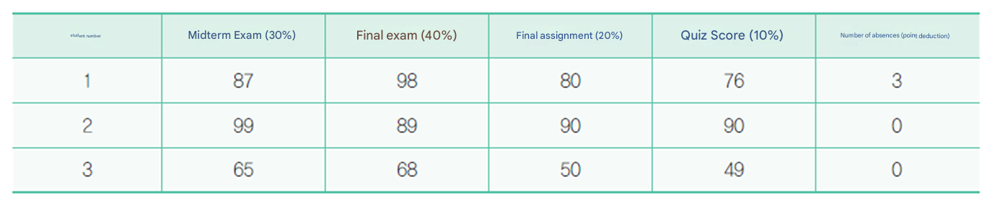 student number Midterm Exam (30%) Final exam (40%) Final assignment (20%) Quiz Score (10%) Number of absences (point deduction)
1 87 98 80 76 3
2 99 89 90 90 0
3 65 68 50 49 0